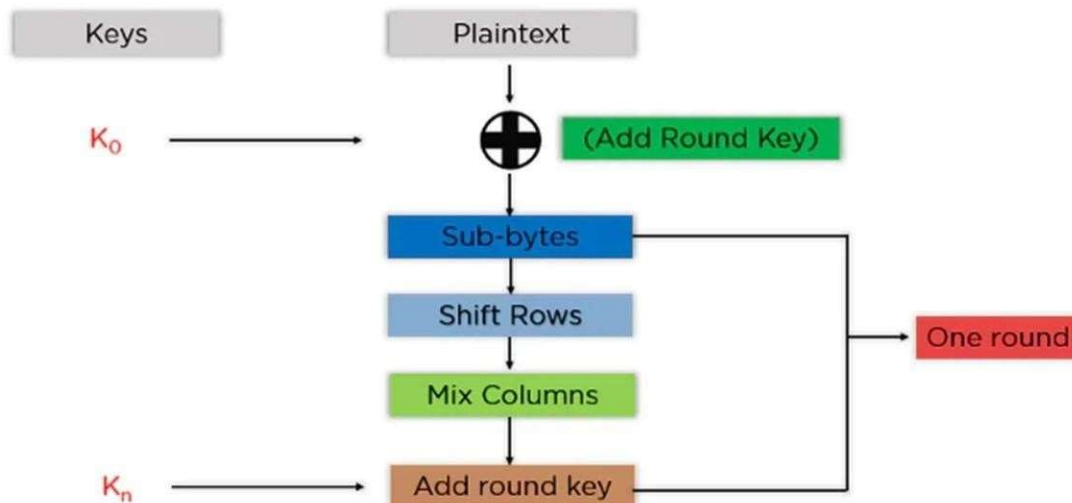 Keys
Plaintext
K₀
(Add Round Key)
Sub-bytes
Shift Rows
One round
Mix Columns
Kₙ
Add round key